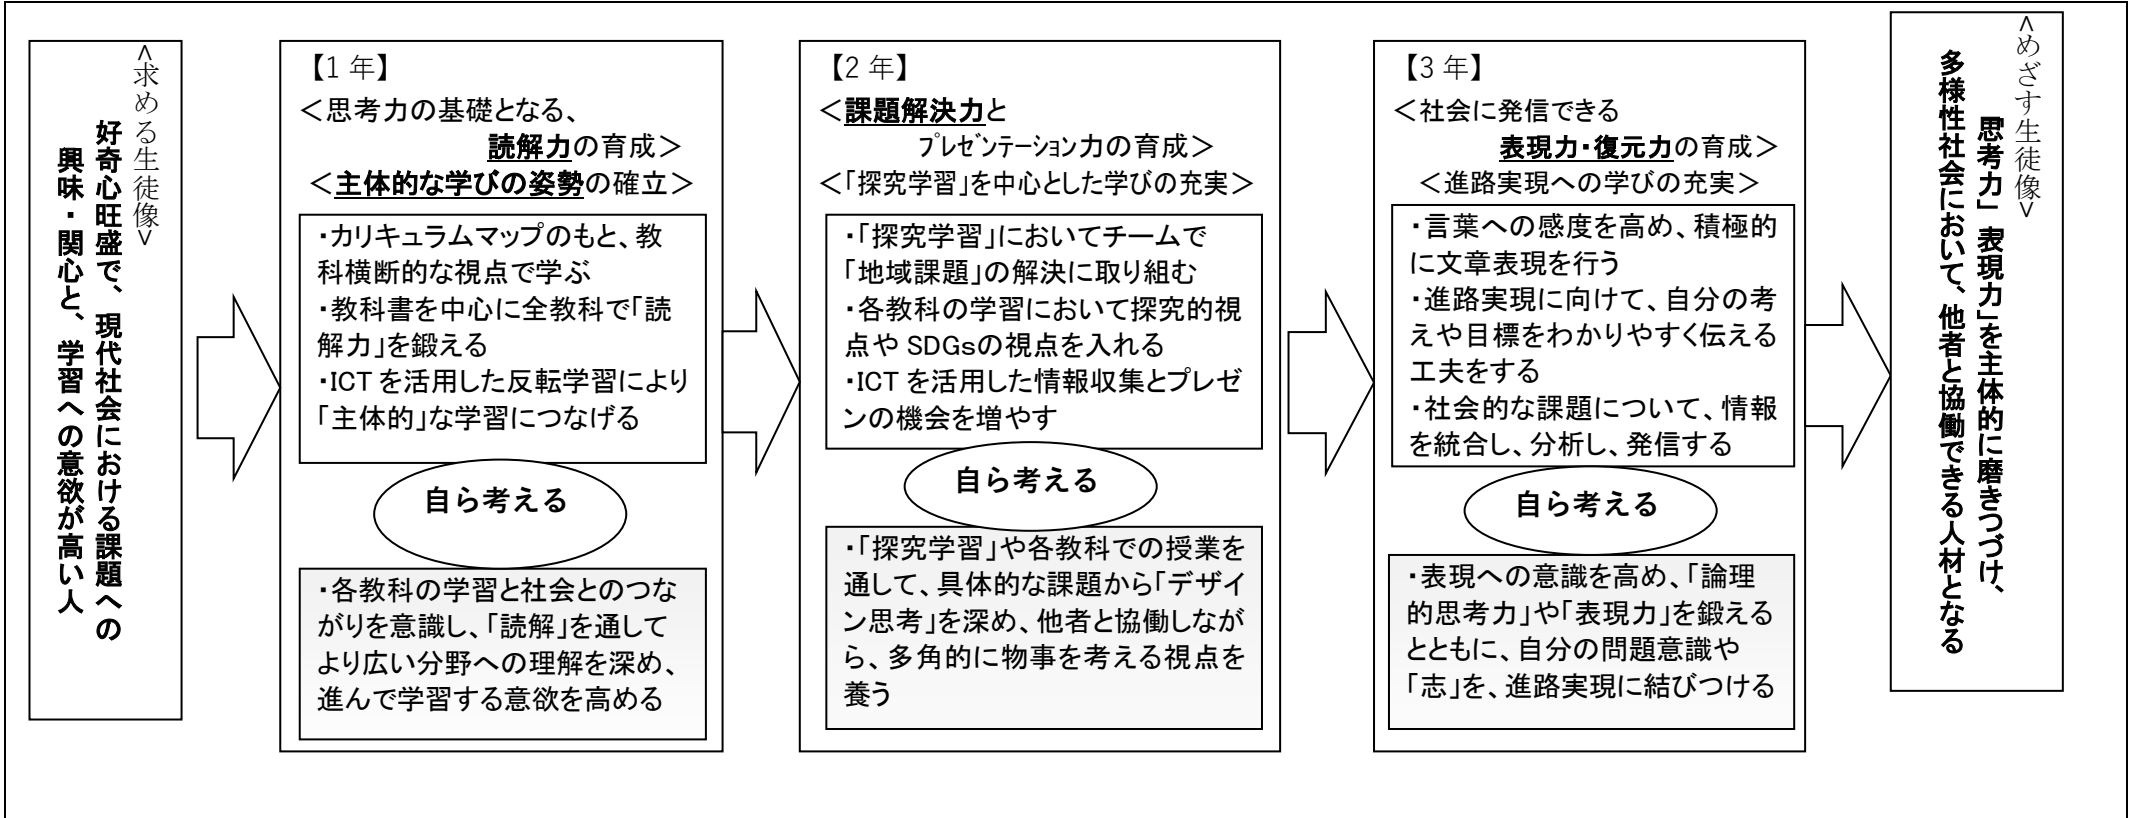 <求める生徒像>
好奇心旺盛で、現代社会における課題への
興味・関心と、学習への意欲が高い人
【1年】
＜思考力の基礎となる、
読解力の育成＞
＜主体的な学びの姿勢の確立＞
・カリキュラムマップのもと、教
科横断的な視点で学ぶ
・教科書を中心に全教科で「読
解力」を鍛える
・ICTを活用した反転学習により
「主体的」な学習につなげる
自ら考える
・各教科の学習と社会とのつな
がりを意識し、「読解」を通して
より広い分野への理解を深め、
進んで学習する意欲を高める
【2年】
＜課題解決力と
ﾌﾟﾚｾﾞﾝテーション力の育成＞
＜「探究学習」を中心とした学びの充実＞
・「探究学習」においてチームで
「地域課題」の解決に取り組む
・各教科の学習において探究的視
点や SDGsの視点を入れる
・ICTを活用した情報収集とプレゼ
ンの機会を増やす
自ら考える
・「探究学習」や各教科での授業を
通して、具体的な課題から「デザイ
ン思考」を深め、他者と協働しなが
ら、多角的に物事を考える視点を
養う
【3年】
＜社会に発信できる
表現力・復元力の育成＞
＜進路実現への学びの充実＞
・言葉への感度を高め、積極的
に文章表現を行う
・進路実現に向けて、自分の考
えや目標をわかりやすく伝える
工夫をする
・社会的な課題について、情報
を統合し、分析し、発信する
自ら考える
・表現への意識を高め、「論理
的思考力」や「表現力」を鍛える
とともに、自分の問題意識や
「志」を、進路実現に結びつける
<めざす生徒像>
「思考力」「表現力」を主体的に磨きつづけ、
多様性社会において、他者と協働できる人材となる